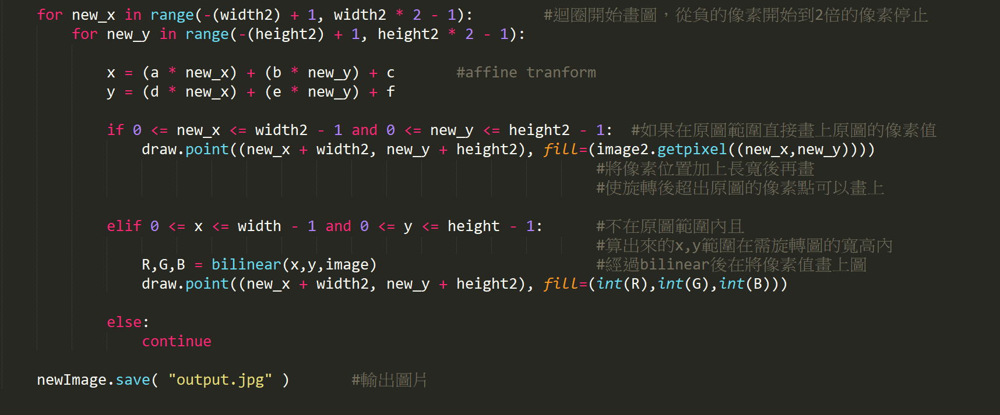 for new_x in range(-(width2) + 1, width2 * 2 - 1):        #迴圈開始畫圖，從負的像素開始到2倍的像素停止
    for new_y in range(-(height2) + 1, height2 * 2 - 1):
        x = (a * new_x) + (b * new_y) + c       #affine tranform
        y = (d * new_x) + (e * new_y) + f
        if 0 <= new_x <= width2 - 1 and 0 <= new_y <= height2 - 1:  #如果在原圖範圍直接畫上原圖的像素值
            draw.point((new_x + width2, new_y + height2), fill=(image2.getpixel((new_x,new_y))))
                                                                #將像素位置加上長寬後再畫
                                                                #使旋轉後超出原圖的像素點可以畫上
        elif 0 <= x <= width - 1 and 0 <= y <= height - 1:      #不在原圖範圍內且
                                                                #算出來的x,y範圍在需旋轉圖的寬高內
            R,G,B = bilinear(x,y,image)                         #經過bilinear後在將像素值畫上圖
            draw.point((new_x + width2, new_y + height2), fill=(int(R),int(G),int(B)))
        else:
            continue
newImage.save( "output.jpg" )       #輸出圖片